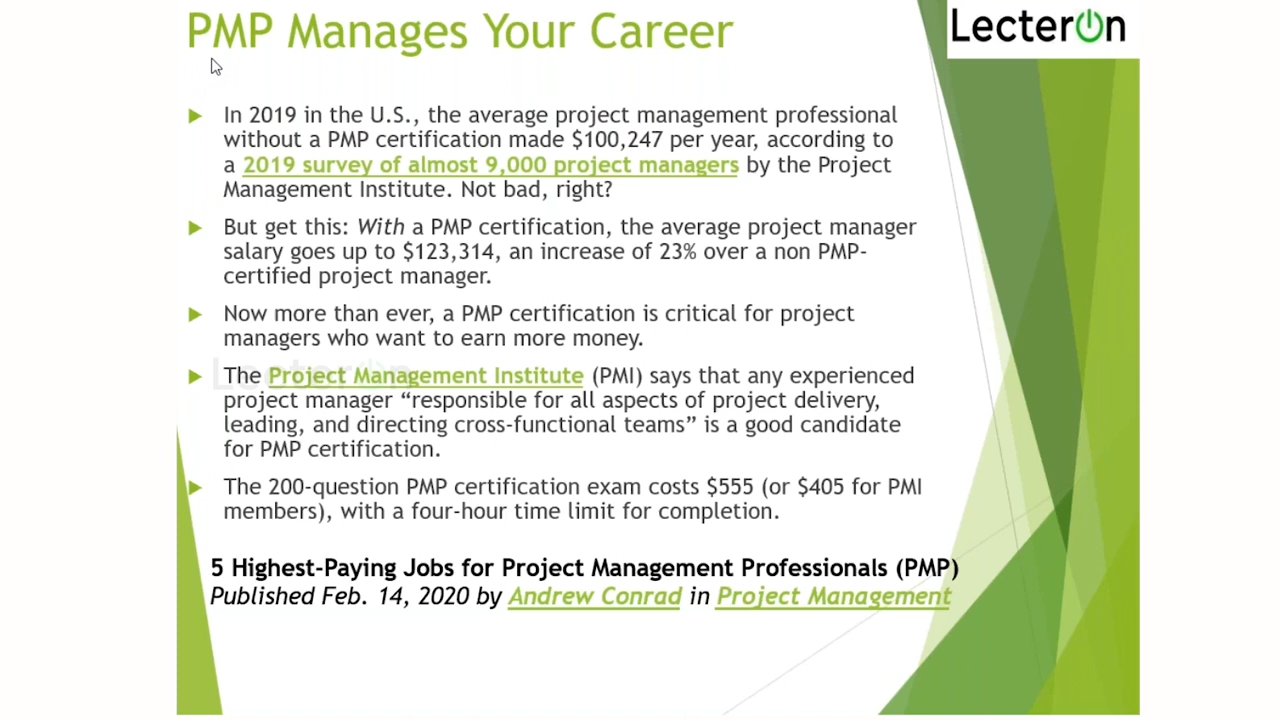 PMP Manages Your Career
LecterOn
In 2019 in the U.S., the average project management professional
without a PMP certification made $100,247 per year, according to
a 2019 survey of almost 9,000 project managers by the Project
Management Institute. Not bad, right?
But get this: With a PMP certification, the average project manager
salary goes up to $123,314, an increase of 23% over a non PMP-
certified project manager.
Now more than ever, a PMP certification is critical for project
managers who want to earn more money.
LecterOn
The Project Management Institute (PMI) says that any experienced
project manager “responsible for all aspects of project delivery,
leading, and directing cross-functional teams” is a good candidate
for PMP certification.
The 200-question PMP certification exam costs $555 (or $405 for PMI
members), with a four-hour time limit for completion.
5 Highest-Paying Jobs for Project Management Professionals (PMP)
Published Feb. 14, 2020 by Andrew Conrad in Project Management